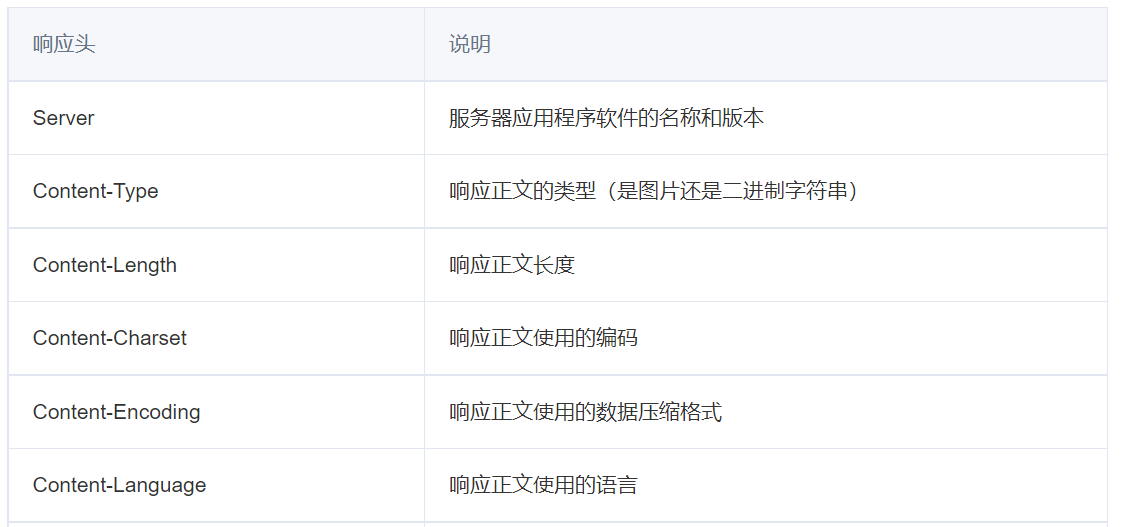 响应头 说明
Server 服务器应用程序软件的名称和版本
Content-Type 响应正文的类型（是图片还是二进制字符串）
Content-Length 响应正文长度
Content-Charset 响应正文使用的编码
Content-Encoding 响应正文使用的数据压缩格式
Content-Language 响应正文使用的语言